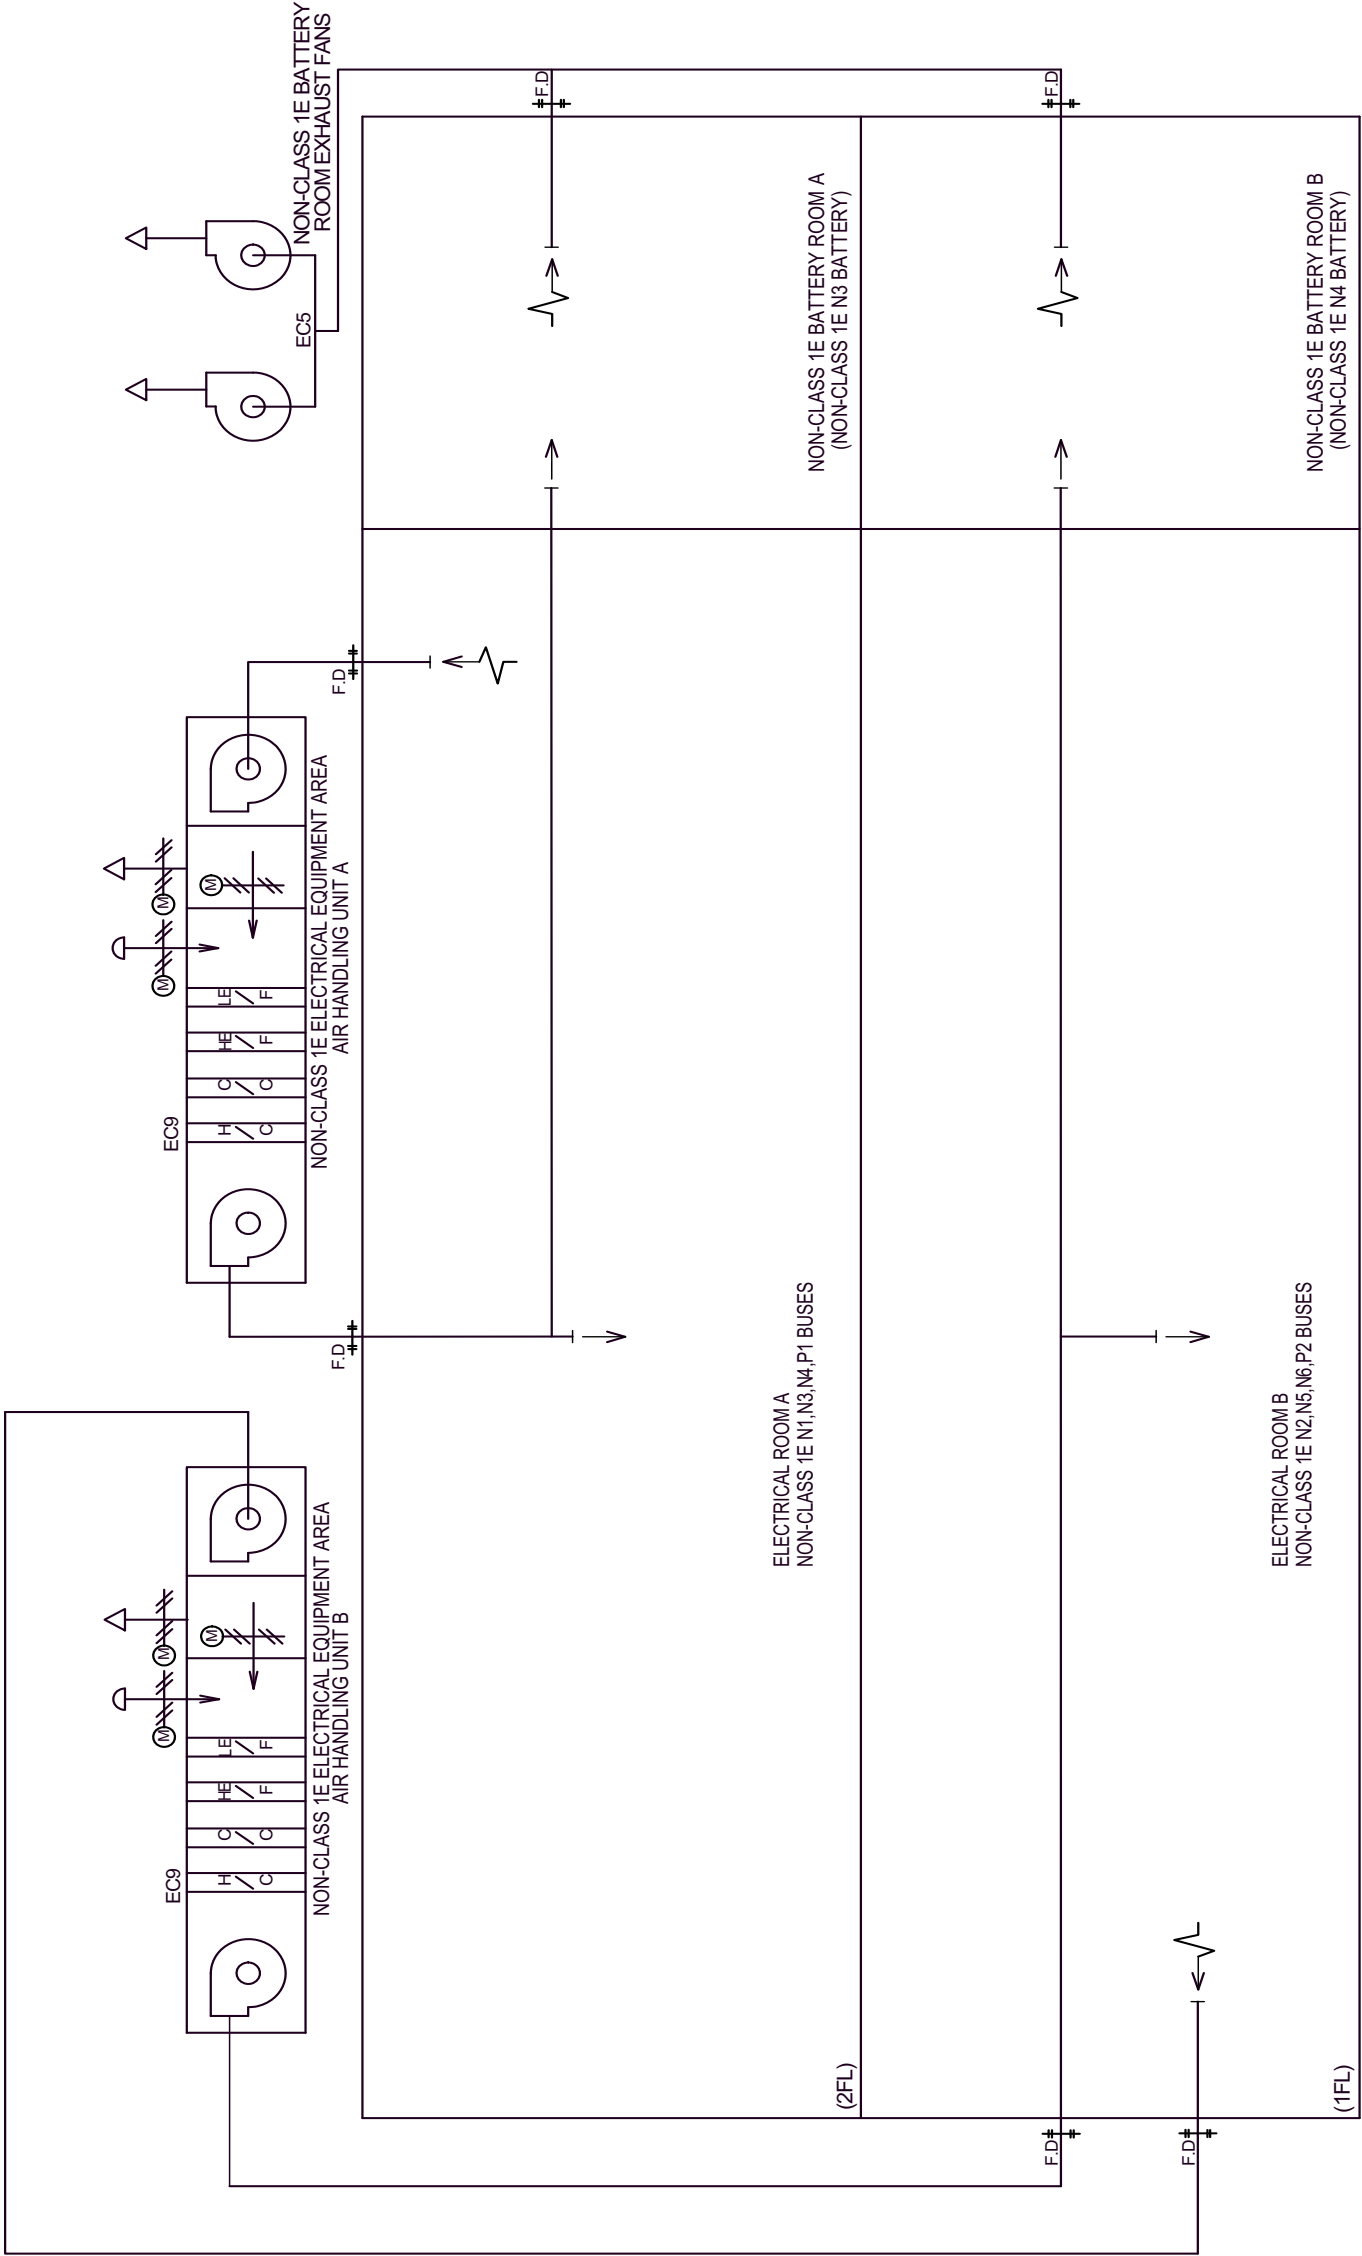 NON-CLASS 1E BATTERY
ROOM EXHAUST FANS
EC5
F.D
F.D
NON-CLASS 1E BATTERY ROOM A
(NON-CLASS 1E N3 BATTERY)
NON-CLASS 1E BATTERY ROOM B
(NON-CLASS 1E N4 BATTERY)
F.D
M
M
M
LE / F
HE / F
C / C
H / C
EC9
NON-CLASS 1E ELECTRICAL EQUIPMENT AREA
AIR HANDLING UNIT A
F.D
M
M
M
LE / F
HE / F
C / C
H / C
EC9
NON-CLASS 1E ELECTRICAL EQUIPMENT AREA
AIR HANDLING UNIT B
ELECTRICAL ROOM A
NON-CLASS 1E N1,N3,N4,P1 BUSES
ELECTRICAL ROOM B
NON-CLASS 1E N2,N5,N6,P2 BUSES
(2FL)
(1FL)
F.D
F.D